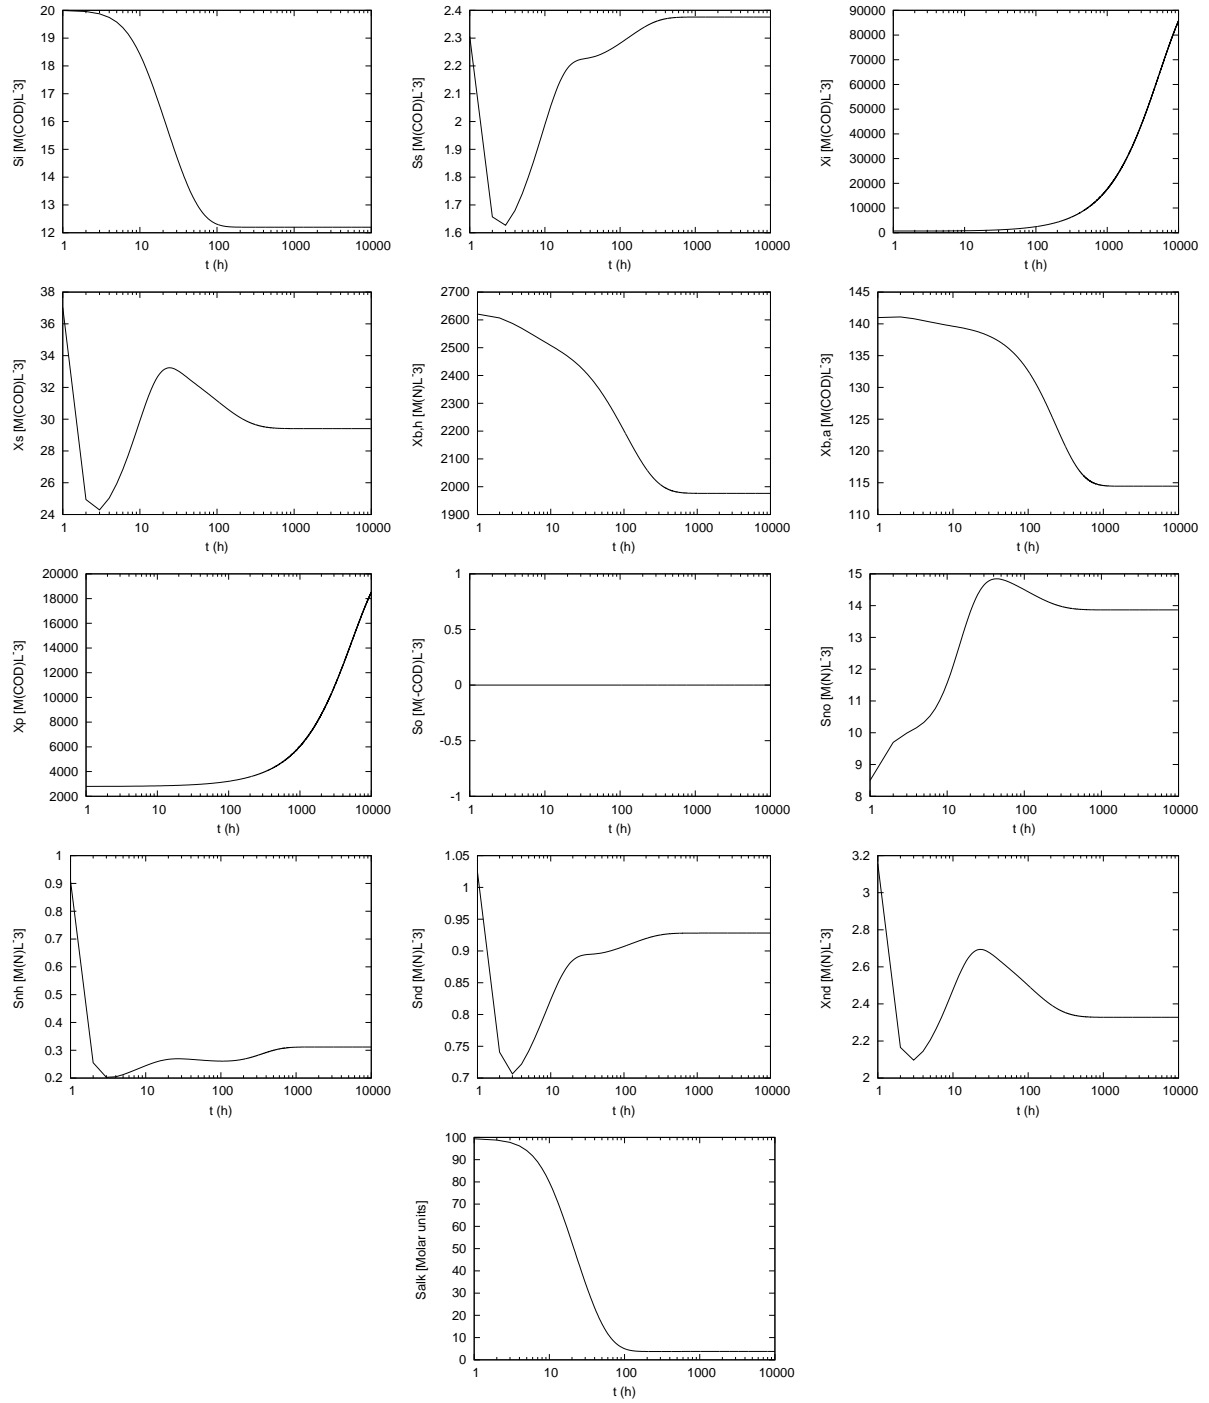 20
19
18
17
16
15
14
13
12
Si [M(COD)L^-3]
1 10 100 1000 10000
t (h)
2.4
2.3
2.2
2.1
2
1.9
1.8
1.7
1.6
Ss [M(COD)L^-3]
1 10 100 1000 10000
t (h)
90000
80000
70000
60000
50000
40000
30000
20000
10000
0
Xi [M(COD)L^-3]
1 10 100 1000 10000
t (h)
38
36
34
32
30
28
26
24
Xs [M(COD)L^-3]
1 10 100 1000 10000
t (h)
2700
2600
2500
2400
2300
2200
2100
2000
1900
Xb,h [M(N)L^-3]
1 10 100 1000 10000
t (h)
145
140
135
130
125
120
115
110
Xb,a [M(COD)L^-3]
1 10 100 1000 10000
t (h)
20000
18000
16000
14000
12000
10000
8000
6000
4000
2000
Xp [M(COD)L^-3]
1 10 100 1000 10000
t (h)
1
0.5
0
-0.5
-1
So [M(-COD)L^-3]
1 10 100 1000 10000
t (h)
15
14
13
12
11
10
9
8
Sno [M(N)L^-3]
1 10 100 1000 10000
t (h)
1
0.9
0.8
0.7
0.6
0.5
0.4
0.3
0.2
Snh [M(N)L^-3]
1 10 100 1000 10000
t (h)
1.05
1
0.95
0.9
0.85
0.8
0.75
0.7
Snd [M(N)L^-3]
1 10 100 1000 10000
t (h)
3.2
3
2.8
2.6
2.4
2.2
2
Xnd [M(N)L^-3]
1 10 100 1000 10000
t (h)
100
90
80
70
60
50
40
30
20
10
0
Salk [Molar units]
1 10 100 1000 10000
t (h)